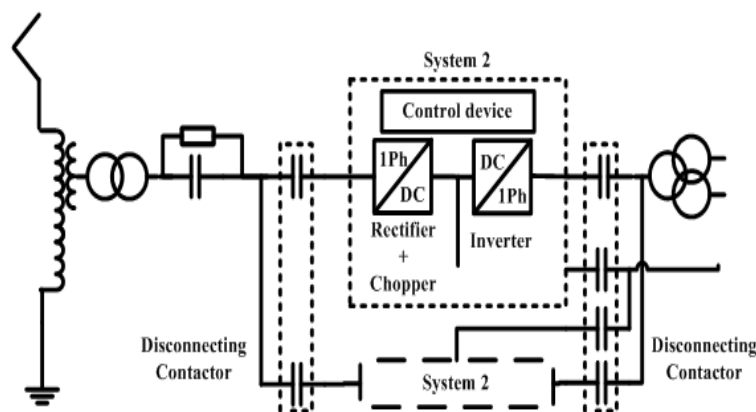 System 2
Control device
1Ph
DC
DC
1Ph
Rectifier
+
Chopper
Inverter
Disconnecting
Contactor
System 2
Disconnecting
Contactor